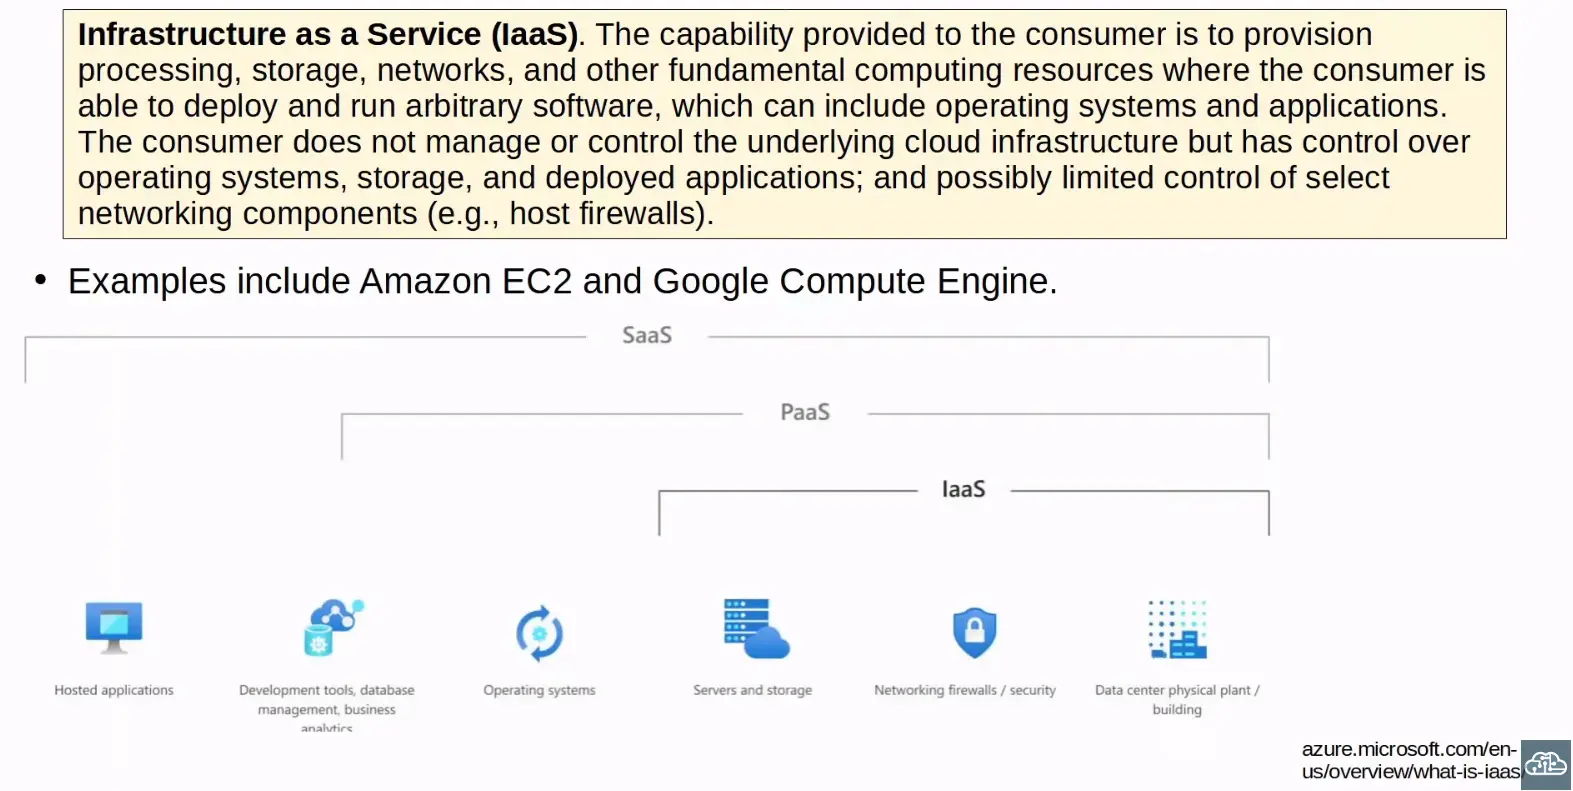 Infrastructure as a Service (IaaS). The capability provided to the consumer is to provision
processing, storage, networks, and other fundamental computing resources where the consumer is
able to deploy and run arbitrary software, which can include operating systems and applications.
The consumer does not manage or control the underlying cloud infrastructure but has control over
operating systems, storage, and deployed applications; and possibly limited control of select
networking components (e.g., host firewalls).
• Examples include Amazon EC2 and Google Compute Engine.
SaaS
PaaS
IaaS
Hosted applications
Development tools, database
management, business
analytics
Operating systems
Servers and storage
Networking firewalls / security
Data center physical plant /
building
azure.microsoft.com/en-
us/overview/what-is-iaas/